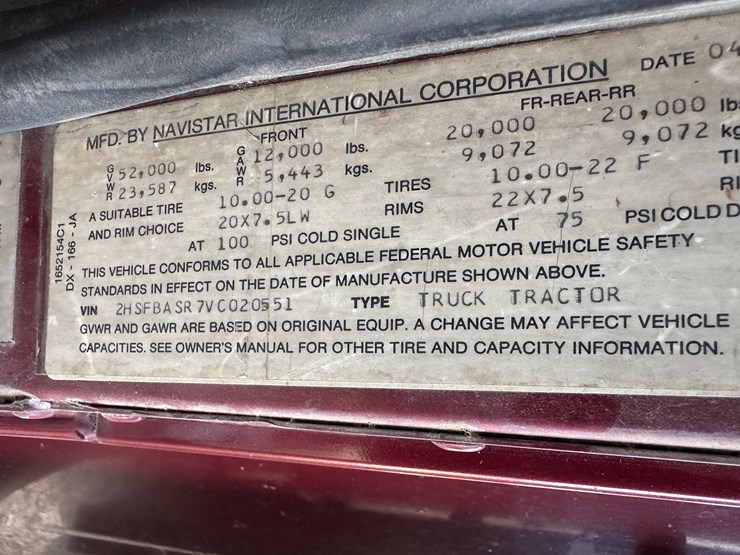 MFD. BY NAVISTAR INTERNATIONAL CORPORATION DATE 04
FRONT FR-REAR-RR
GVWR 52,000 lbs. GAWR 12,000 lbs. 20,000 20,000 lbs
23,587 kgs. 5,443 kgs. 9,072 9,072 kg
A SUITABLE TIRE 10.00-20 G TIRES 10.00-22 F TI
AND RIM CHOICE 20X7.5LW RIMS 22X7.5 RI
AT 100 PSI COLD SINGLE AT 75 PSI COLD D
THIS VEHICLE CONFORMS TO ALL APPLICABLE FEDERAL MOTOR VEHICLE SAFETY
STANDARDS IN EFFECT ON THE DATE OF MANUFACTURE SHOWN ABOVE.
VIN 2HSFBASR7VC020551 TYPE TRUCK TRACTOR
GVWR AND GAWR ARE BASED ON ORIGINAL EQUIP. A CHANGE MAY AFFECT VEHICLE
CAPACITIES. SEE OWNER'S MANUAL FOR OTHER TIRE AND CAPACITY INFORMATION.
1652154C1
DX - 166 - JA